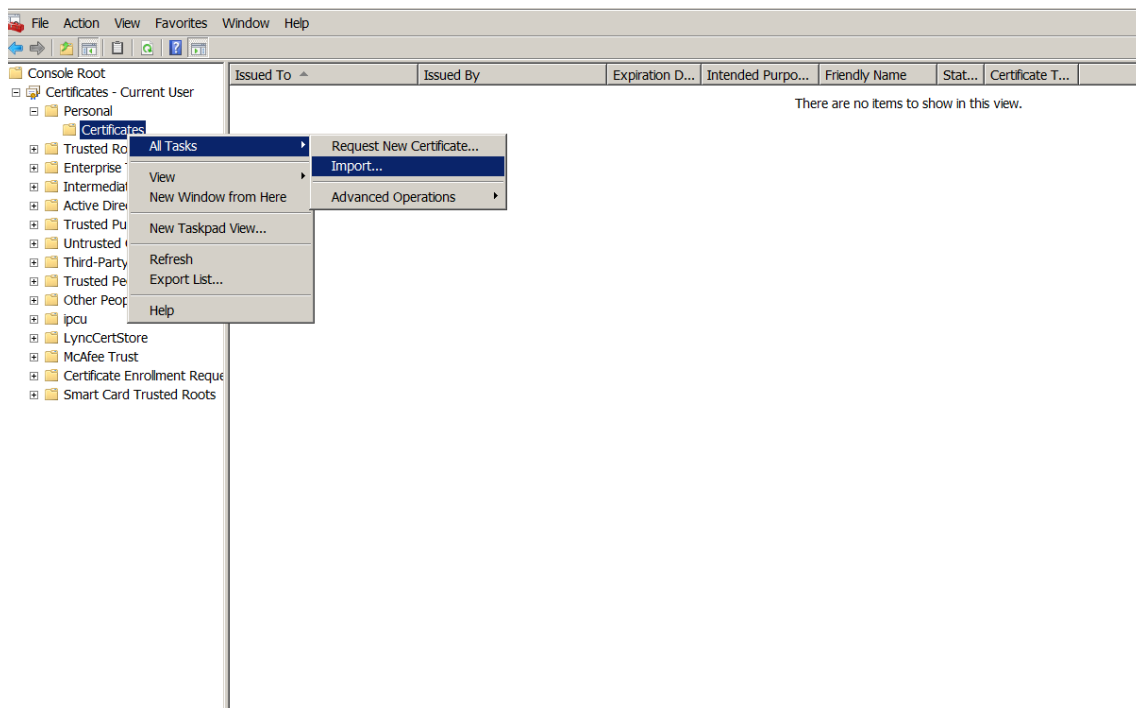 File Action View Favorites Window Help
Console Root
Issued To Issued By Expiration D... Intended Purpo... Friendly Name Stat... Certificate T...
There are no items to show in this view.
Certificates - Current User
Personal
Certificates
Trusted Ro
Enterprise
Intermediat
Active Dire
Trusted Pu
Untrusted
Third-Party
Trusted Pe
Other Peop
ipcu
LyncCertStore
McAfee Trust
Certificate Enrollment Reque
Smart Card Trusted Roots
All Tasks
View
New Window from Here
New Taskpad View...
Refresh
Export List...
Help
Request New Certificate...
Import...
Advanced Operations